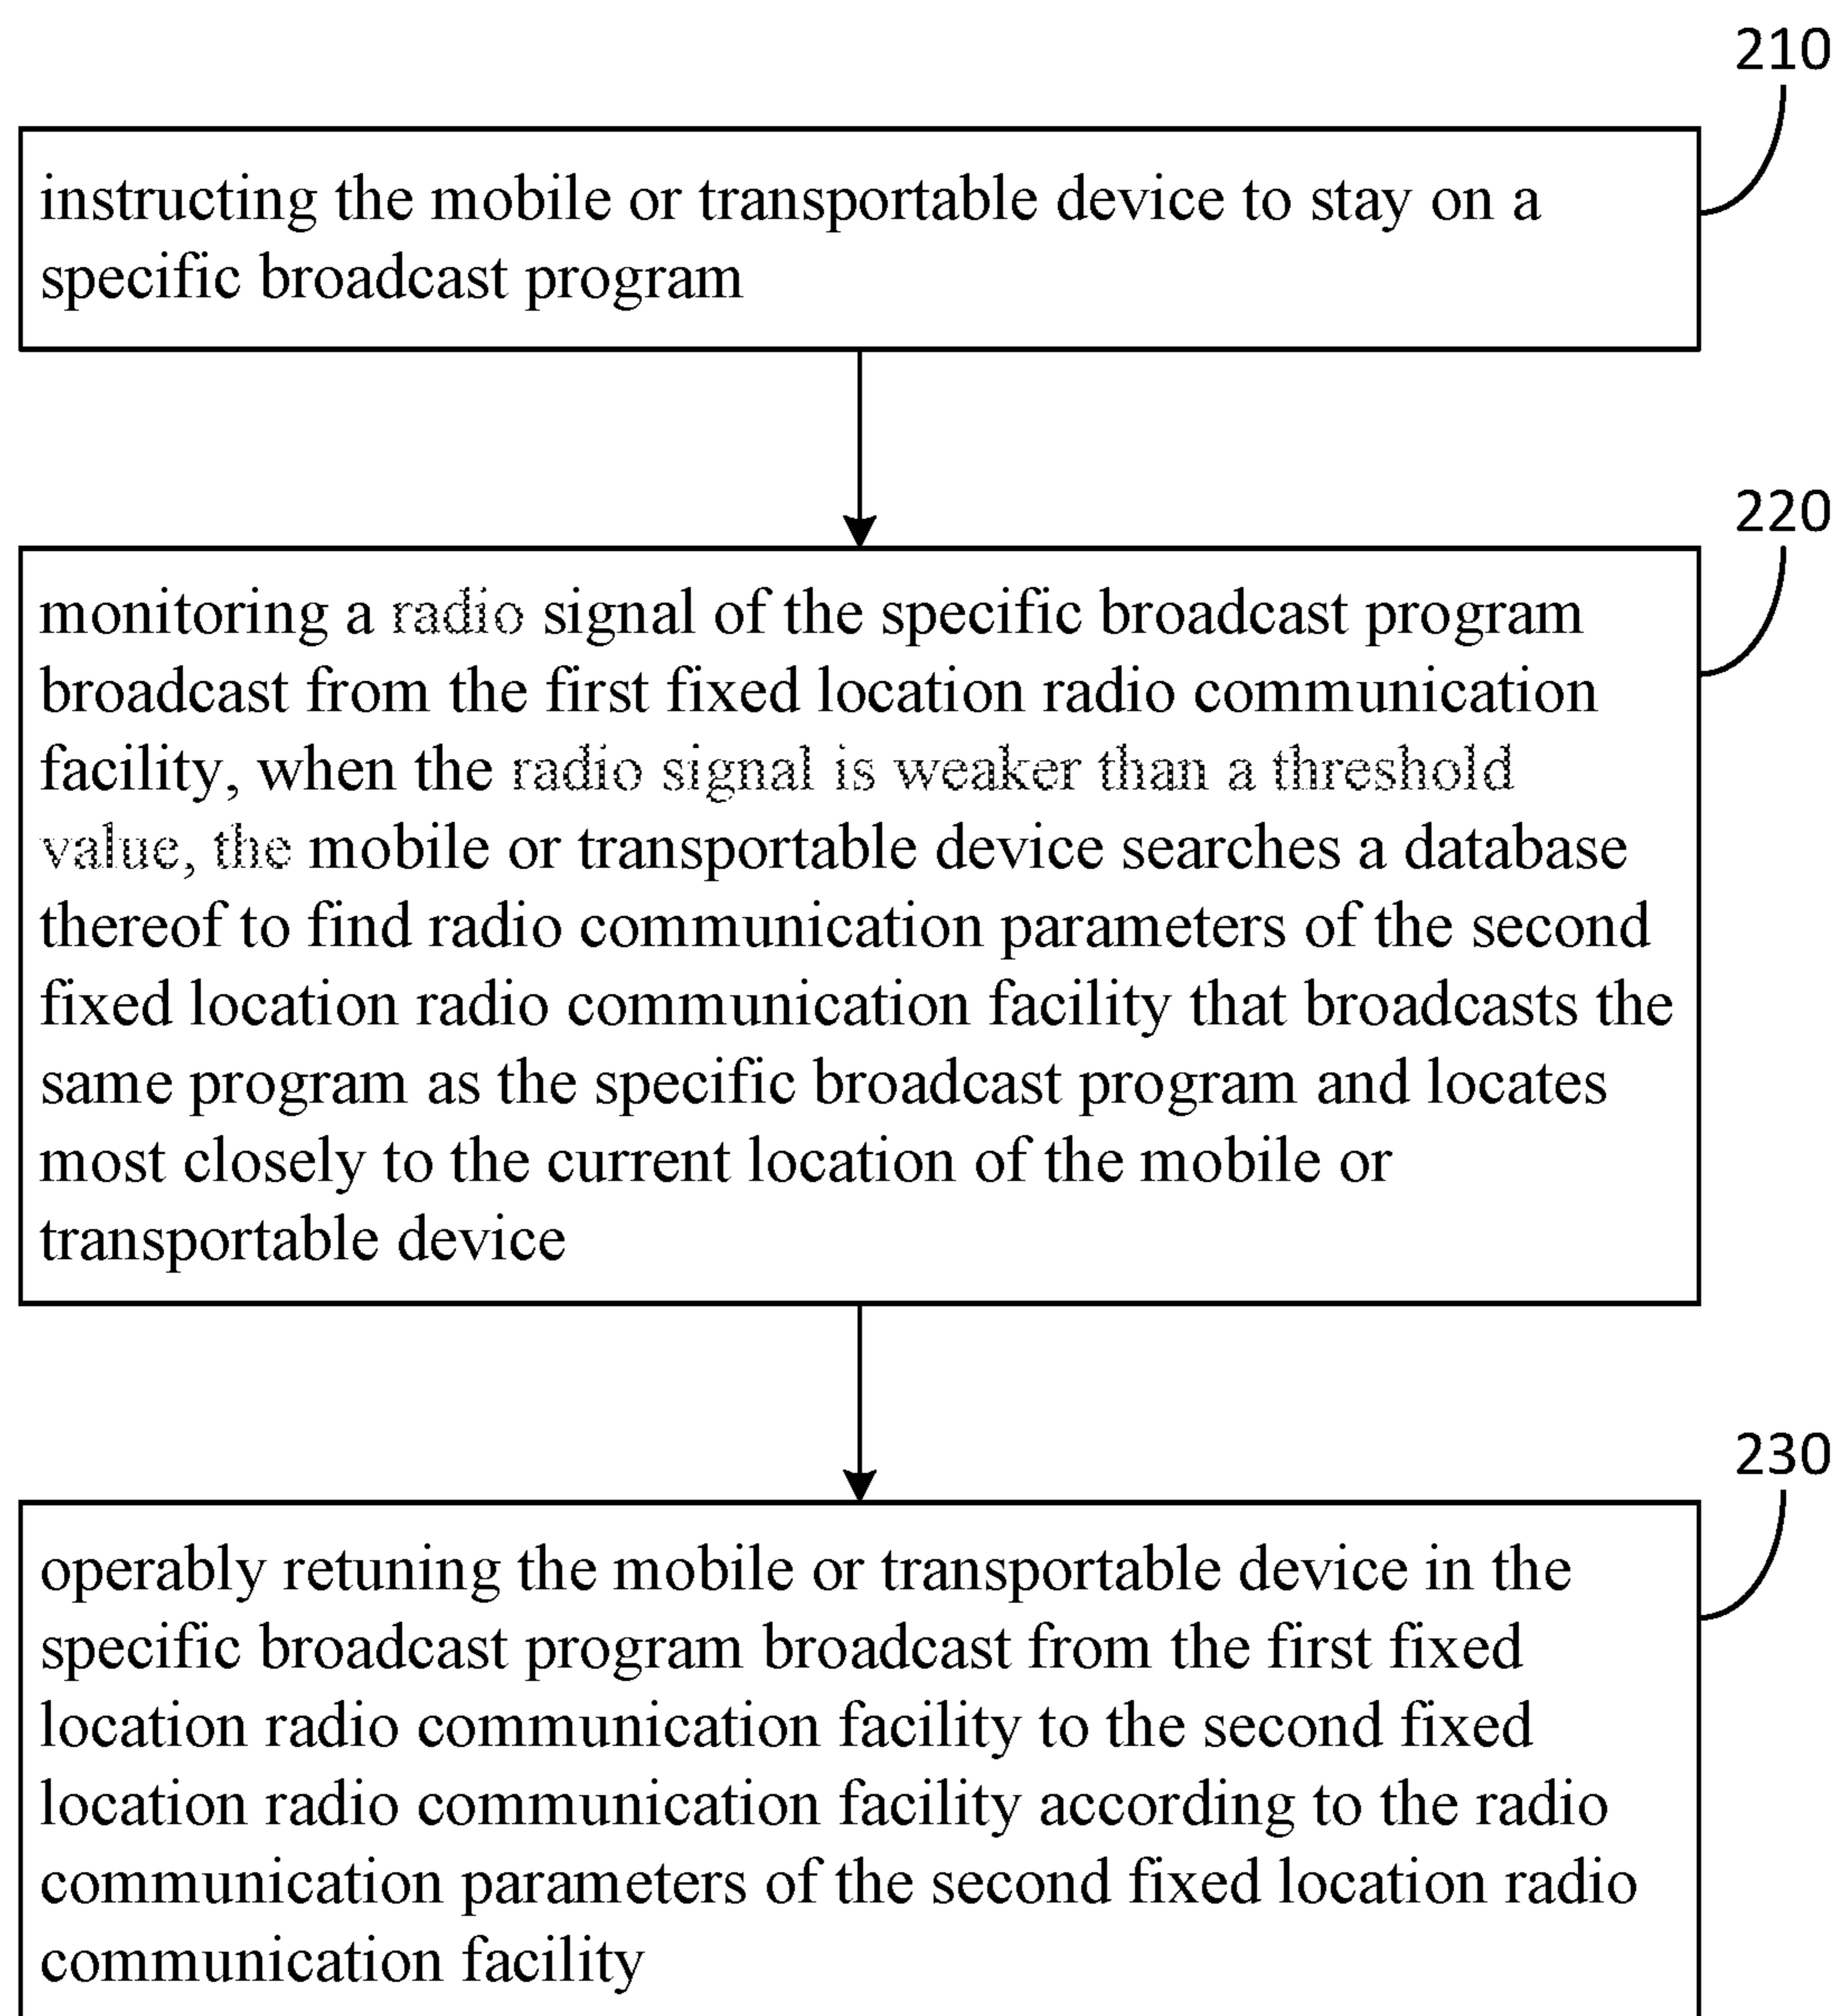 210
instructing the mobile or transportable device to stay on a
specific broadcast program
220
monitoring a radio signal of the specific broadcast program
broadcast from the first fixed location radio communication
facility, when the radio signal is weaker than a threshold
value, the mobile or transportable device searches a database
thereof to find radio communication parameters of the second
fixed location radio communication facility that broadcasts the
same program as the specific broadcast program and locates
most closely to the current location of the mobile or
transportable device
230
operably retuning the mobile or transportable device in the
specific broadcast program broadcast from the first fixed
location radio communication facility to the second fixed
location radio communication facility according to the radio
communication parameters of the second fixed location radio
communication facility